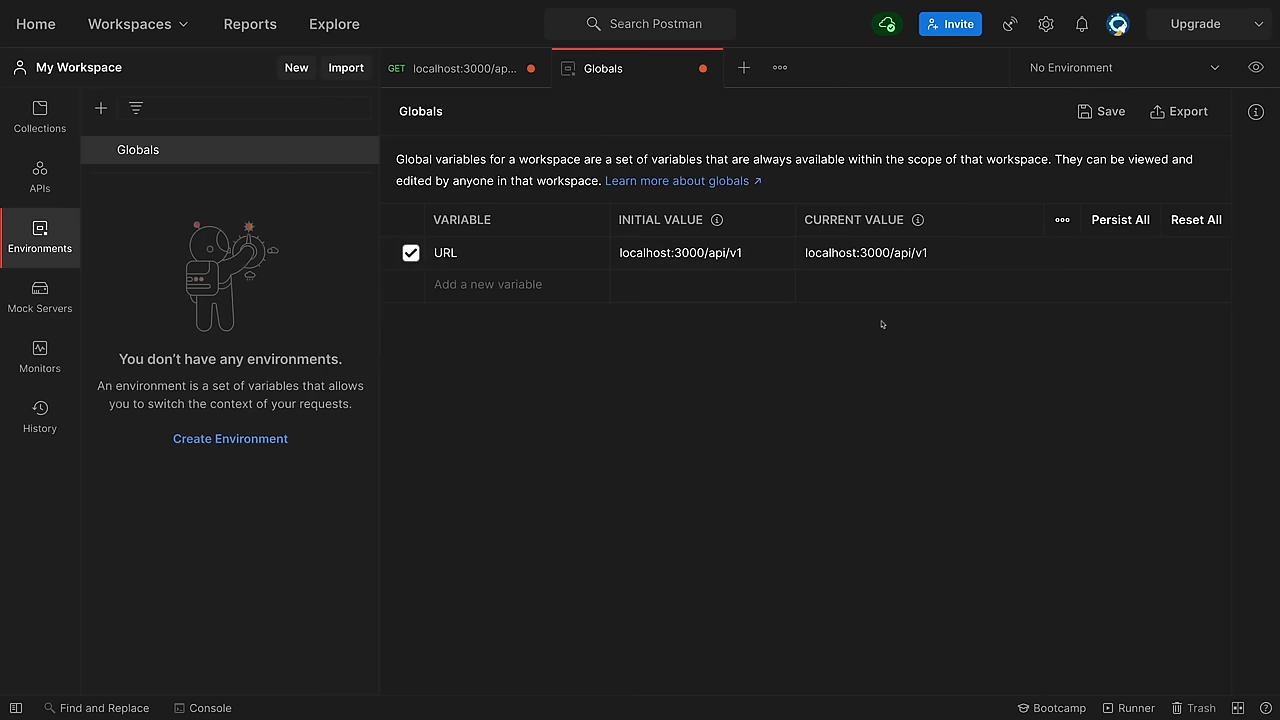 Home Workspaces Reports Explore Search Postman Invite Upgrade
My Workspace New Import GET localhost:3000/ap... Globals No Environment
Collections
APIs
Environments
Mock Servers
Monitors
History
Globals
You don’t have any environments.
An environment is a set of variables that allows
you to switch the context of your requests.
Create Environment
Globals Save Export
Global variables for a workspace are a set of variables that are always available within the scope of that workspace. They can be viewed and
edited by anyone in that workspace. Learn more about globals ↗
VARIABLE INITIAL VALUE CURRENT VALUE Persist All Reset All
URL localhost:3000/api/v1 localhost:3000/api/v1
Add a new variable
Find and Replace Console Bootcamp Runner Trash